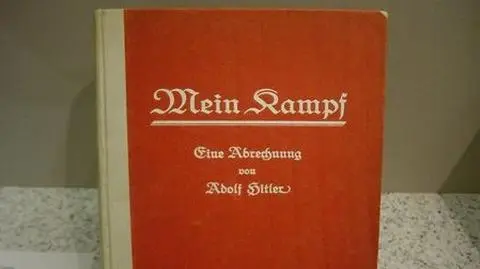 Mein Kampf
Eine Abrechnung
von
Adolf Hitler